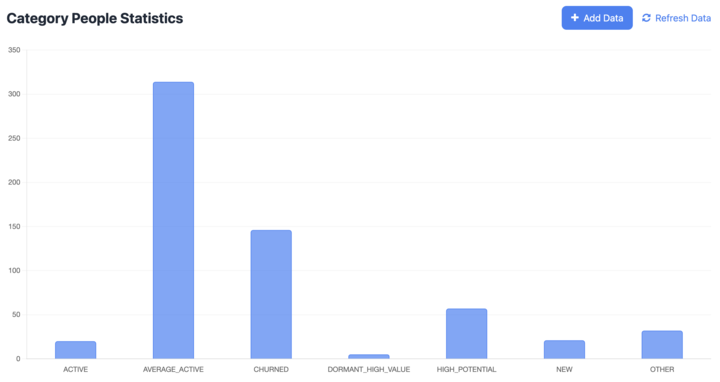 Category People Statistics
Add Data
Refresh Data
350
300
250
200
150
100
50
0
ACTIVE
AVERAGE_ACTIVE
CHURNED
DORMANT_HIGH_VALUE
HIGH_POTENTIAL
NEW
OTHER